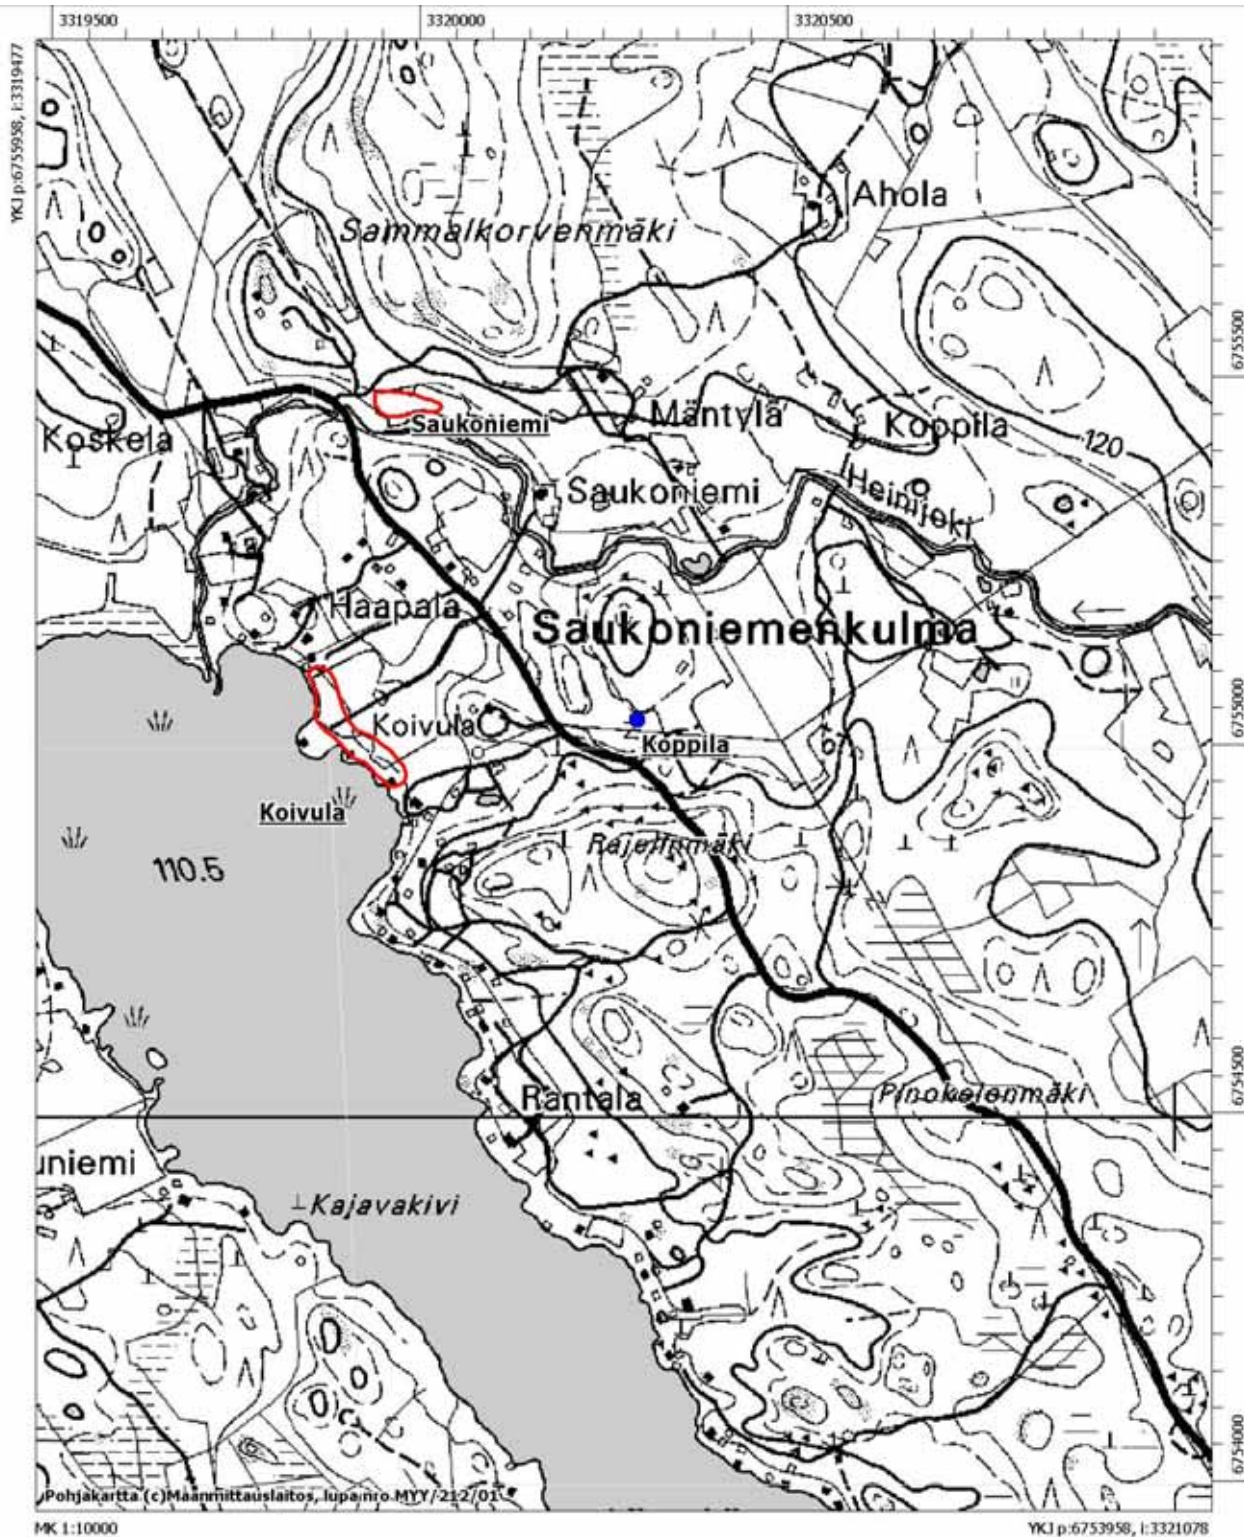 3319500
3320000
3320500
YKJ p:6755958, i:3319477
Ahola
Sammalkorvenmäki
6755500
Saukoniemi
Mäntylä
Koppila
Koskela
120
Saukoniemi
Heinijoki
Haapala
Saukoniemenkulma
Koivula
Koppila
6755000
Koivula
110.5
Pinokelenmäki
6754500
Rantala
uniemi
Kajavakivi
6754000
Pohjakartta (c)Maanmittauslaitos, lupa nro MYY/212/01
MK 1:10000
YKJ p:6753958, i:3321078